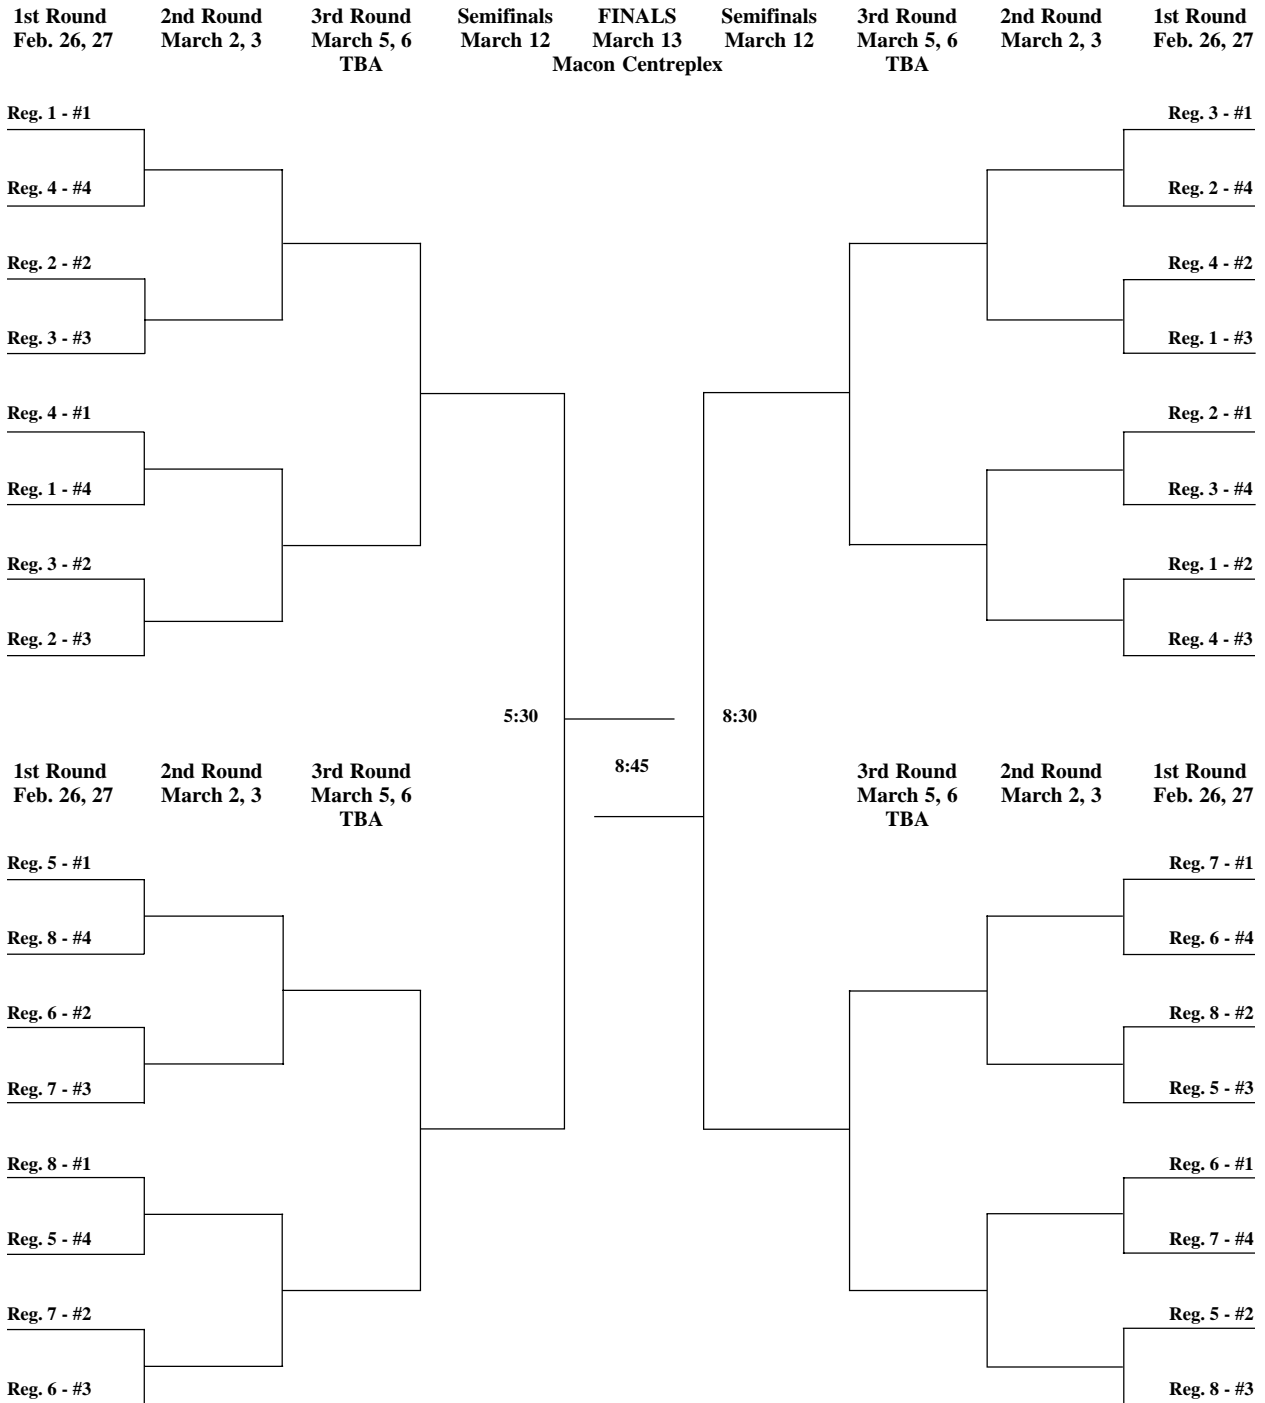 1st Round 2nd Round 3rd Round Semifinals FINALS Semifinals 3rd Round 2nd Round 1st Round
Feb. 26, 27 March 2, 3 March 5, 6 March 12 March 13 March 12 March 5, 6 March 2, 3 Feb. 26, 27
TBA Macon Centreplex TBA
Reg. 1 - #1 Reg. 3 - #1
Reg. 4 - #4 Reg. 2 - #4
Reg. 2 - #2 Reg. 4 - #2
Reg. 3 - #3 Reg. 1 - #3
Reg. 4 - #1 Reg. 2 - #1
Reg. 1 - #4 Reg. 3 - #4
Reg. 3 - #2 Reg. 1 - #2
Reg. 2 - #3 Reg. 4 - #3
5:30 8:30
8:45
1st Round 2nd Round 3rd Round 3rd Round 2nd Round 1st Round
Feb. 26, 27 March 2, 3 March 5, 6 March 5, 6 March 2, 3 Feb. 26, 27
TBA TBA
Reg. 5 - #1 Reg. 7 - #1
Reg. 8 - #4 Reg. 6 - #4
Reg. 6 - #2 Reg. 8 - #2
Reg. 7 - #3 Reg. 5 - #3
Reg. 8 - #1 Reg. 6 - #1
Reg. 5 - #4 Reg. 7 - #4
Reg. 7 - #2 Reg. 5 - #2
Reg. 6 - #3 Reg. 8 - #3